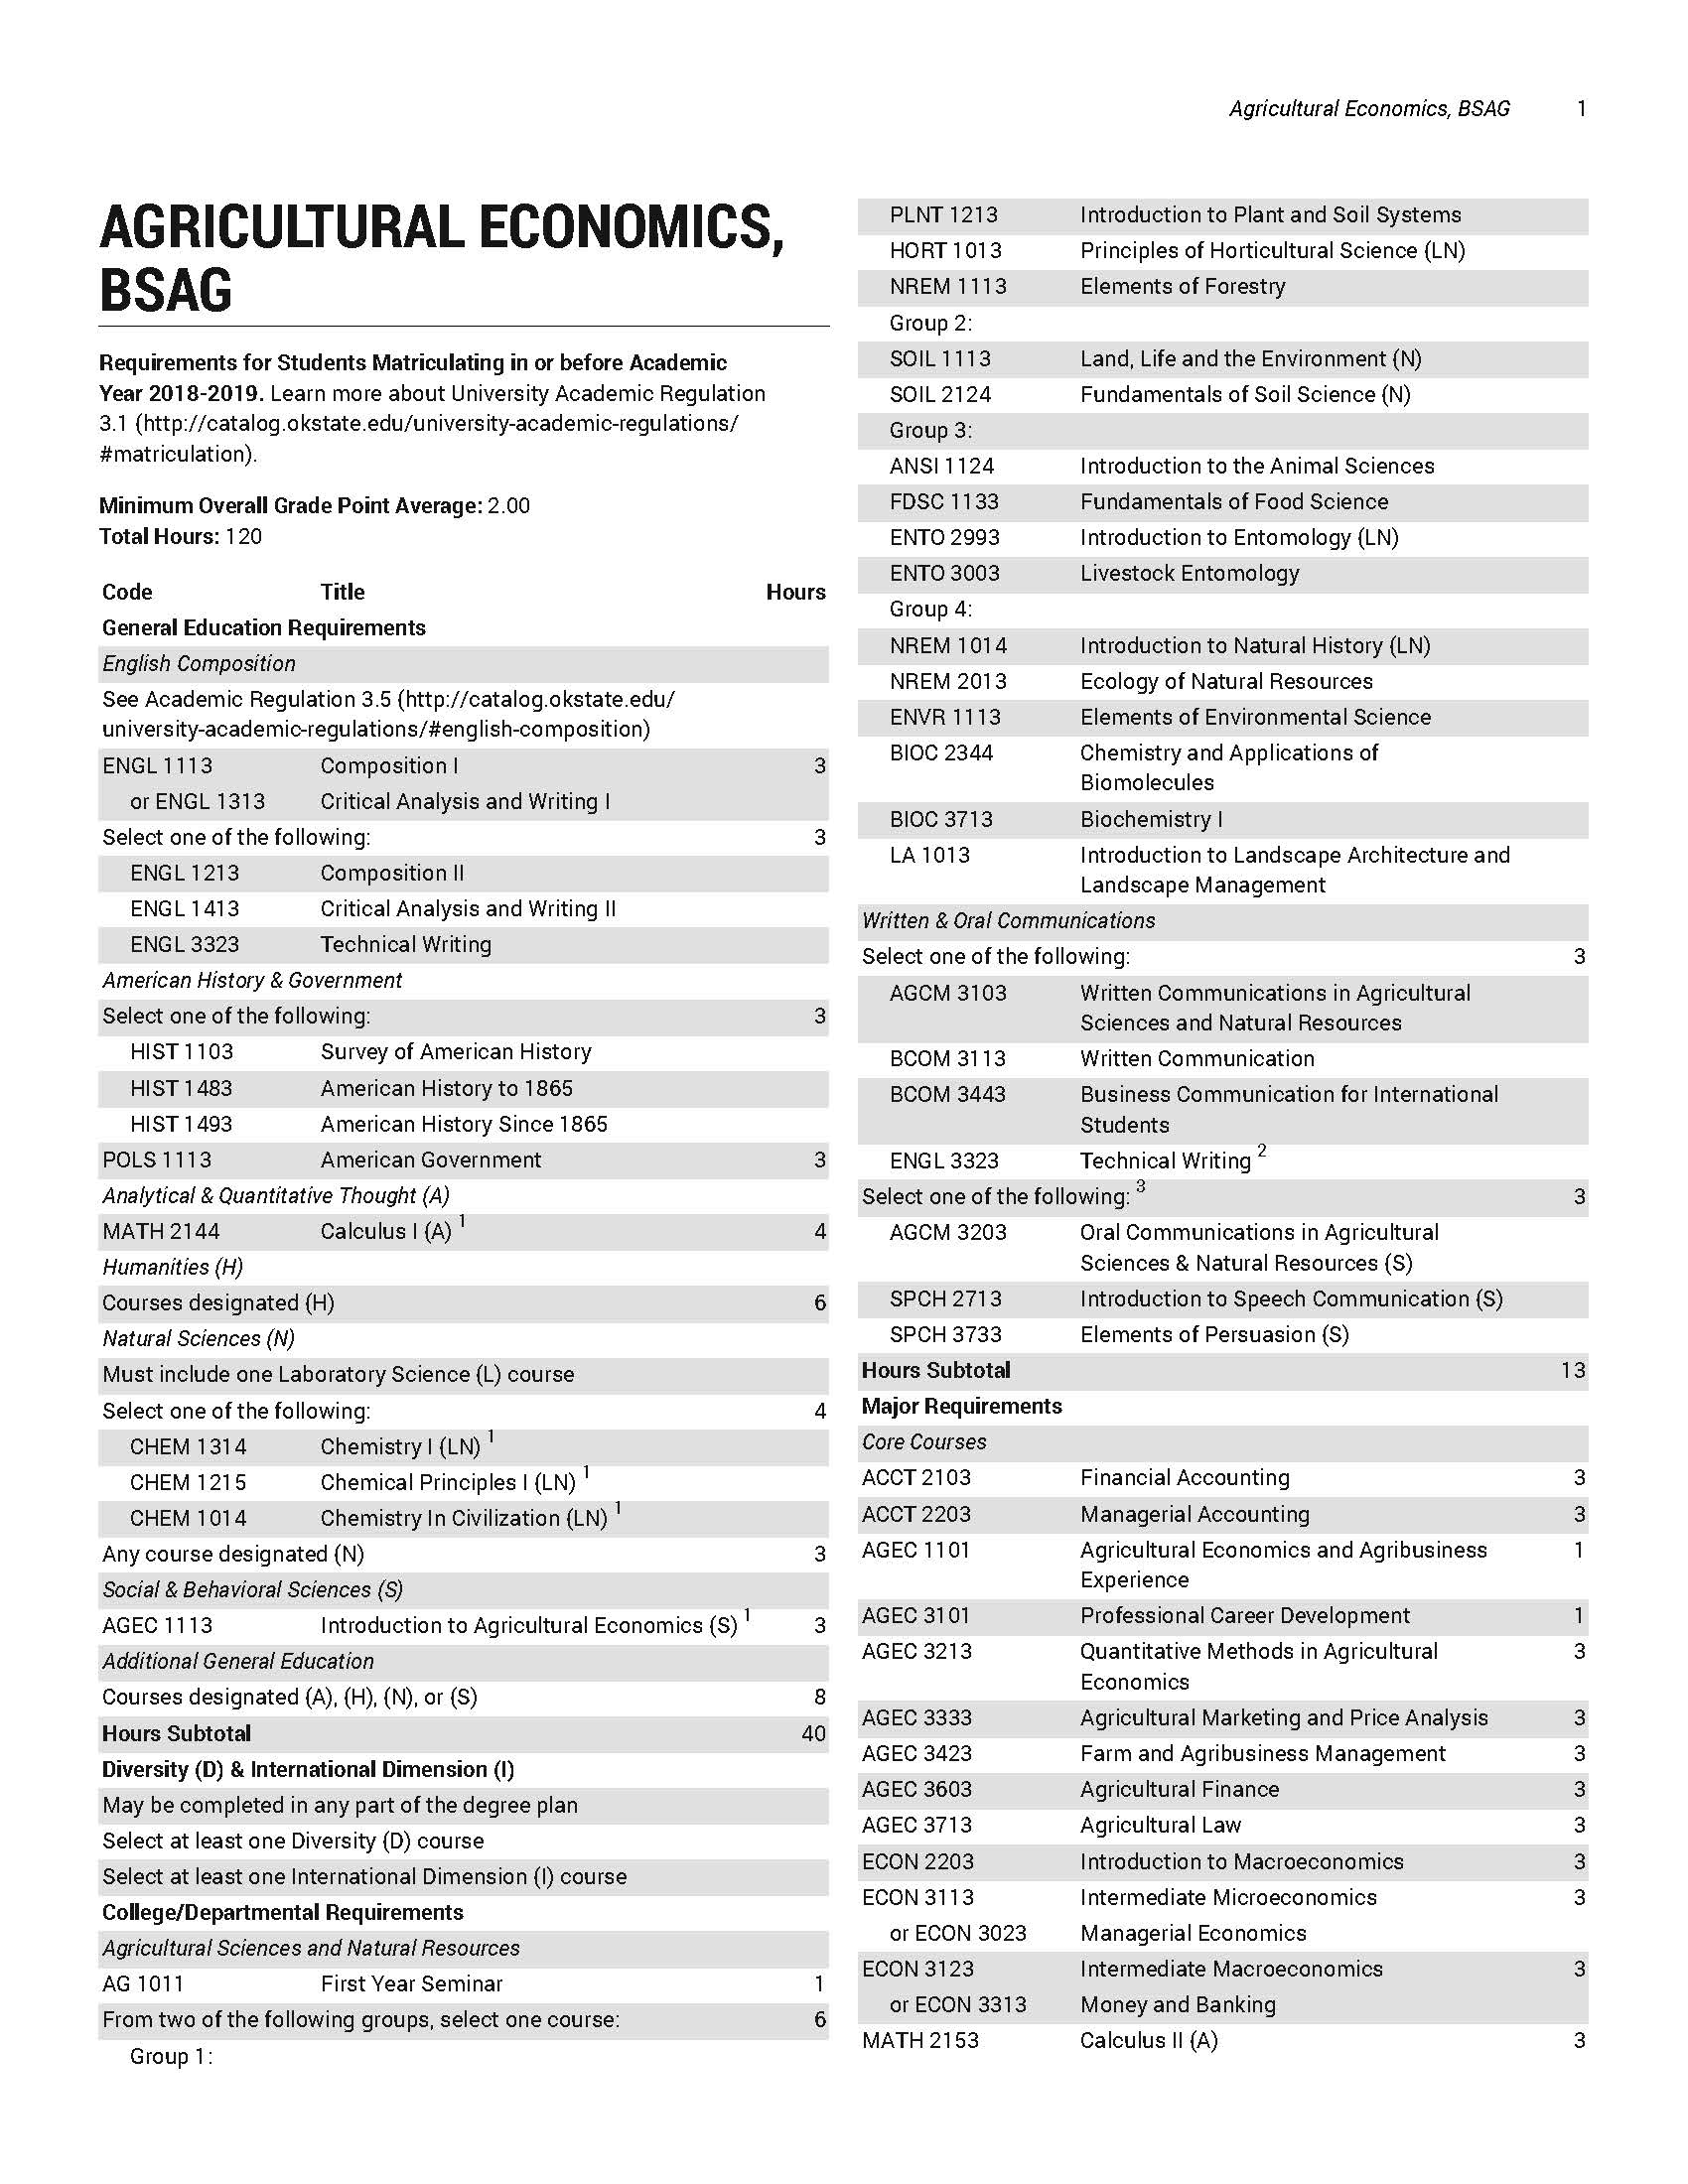 Agricultural Economics, BSAG 1
AGRICULTURAL ECONOMICS,
BSAG
Requirements for Students Matriculating in or before Academic
Year 2018-2019. Learn more about University Academic Regulation
3.1 (http://catalog.okstate.edu/university-academic-regulations/
#matriculation).
Minimum Overall Grade Point Average: 2.00
Total Hours: 120
Code Title Hours
General Education Requirements
English Composition
See Academic Regulation 3.5 (http://catalog.okstate.edu/
university-academic-regulations/#english-composition)
ENGL 1113 Composition I 3
or ENGL 1313 Critical Analysis and Writing I
Select one of the following: 3
ENGL 1213 Composition II
ENGL 1413 Critical Analysis and Writing II
ENGL 3323 Technical Writing
American History & Government
Select one of the following: 3
HIST 1103 Survey of American History
HIST 1483 American History to 1865
HIST 1493 American History Since 1865
POLS 1113 American Government 3
Analytical & Quantitative Thought (A)
MATH 2144 Calculus I (A) 1 4
Humanities (H)
Courses designated (H) 6
Natural Sciences (N)
Must include one Laboratory Science (L) course
Select one of the following: 4
CHEM 1314 Chemistry I (LN) 1
CHEM 1215 Chemical Principles I (LN) 1
CHEM 1014 Chemistry In Civilization (LN) 1
Any course designated (N) 3
Social & Behavioral Sciences (S)
AGEC 1113 Introduction to Agricultural Economics (S) 1 3
Additional General Education
Courses designated (A), (H), (N), or (S) 8
Hours Subtotal 40
Diversity (D) & International Dimension (I)
May be completed in any part of the degree plan
Select at least one Diversity (D) course
Select at least one International Dimension (I) course
College/Departmental Requirements
Agricultural Sciences and Natural Resources
AG 1011 First Year Seminar 1
From two of the following groups, select one course: 6
Group 1:
PLNT 1213 Introduction to Plant and Soil Systems
HORT 1013 Principles of Horticultural Science (LN)
NREM 1113 Elements of Forestry
Group 2:
SOIL 1113 Land, Life and the Environment (N)
SOIL 2124 Fundamentals of Soil Science (N)
Group 3:
ANSI 1124 Introduction to the Animal Sciences
FDSC 1133 Fundamentals of Food Science
ENTO 2993 Introduction to Entomology (LN)
ENTO 3003 Livestock Entomology
Group 4:
NREM 1014 Introduction to Natural History (LN)
NREM 2013 Ecology of Natural Resources
ENVR 1113 Elements of Environmental Science
BIOC 2344 Chemistry and Applications of
Biomolecules
BIOC 3713 Biochemistry I
LA 1013 Introduction to Landscape Architecture and
Landscape Management
Written & Oral Communications
Select one of the following: 3
AGCM 3103 Written Communications in Agricultural
Sciences and Natural Resources
BCOM 3113 Written Communication
BCOM 3443 Business Communication for International
Students
ENGL 3323 Technical Writing 2
Select one of the following: 3 3
AGCM 3203 Oral Communications in Agricultural
Sciences & Natural Resources (S)
SPCH 2713 Introduction to Speech Communication (S)
SPCH 3733 Elements of Persuasion (S)
Hours Subtotal 13
Major Requirements
Core Courses
ACCT 2103 Financial Accounting 3
ACCT 2203 Managerial Accounting 3
AGEC 1101 Agricultural Economics and Agribusiness 1
Experience
AGEC 3101 Professional Career Development 1
AGEC 3213 Quantitative Methods in Agricultural 3
Economics
AGEC 3333 Agricultural Marketing and Price Analysis 3
AGEC 3423 Farm and Agribusiness Management 3
AGEC 3603 Agricultural Finance 3
AGEC 3713 Agricultural Law 3
ECON 2203 Introduction to Macroeconomics 3
ECON 3113 Intermediate Microeconomics 3
or ECON 3023 Managerial Economics
ECON 3123 Intermediate Macroeconomics 3
or ECON 3313 Money and Banking
MATH 2153 Calculus II (A) 3